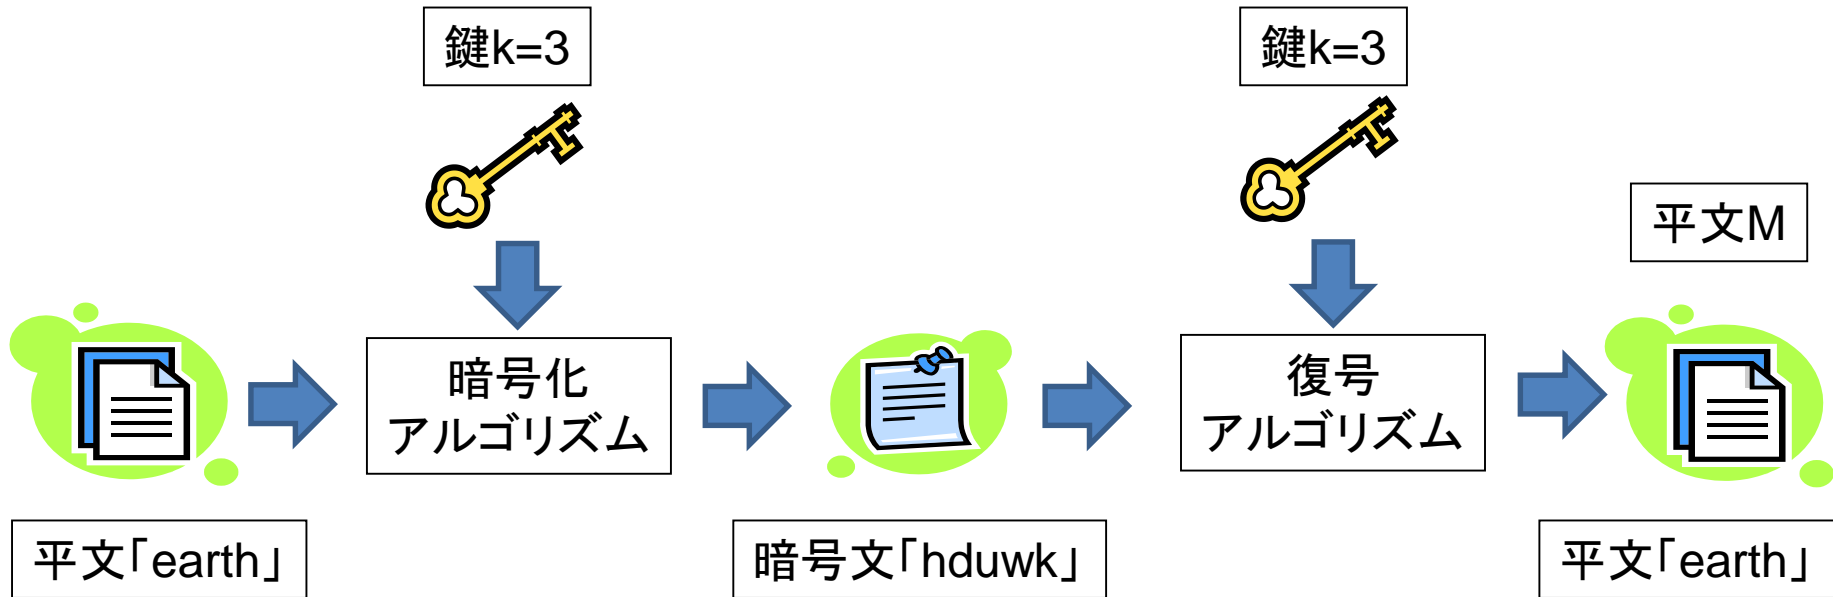 鍵k=3
鍵k=3
平文M
暗号化
アルゴリズム
復号
アルゴリズム
平文「earth」
暗号文「hduwk」
平文「earth」